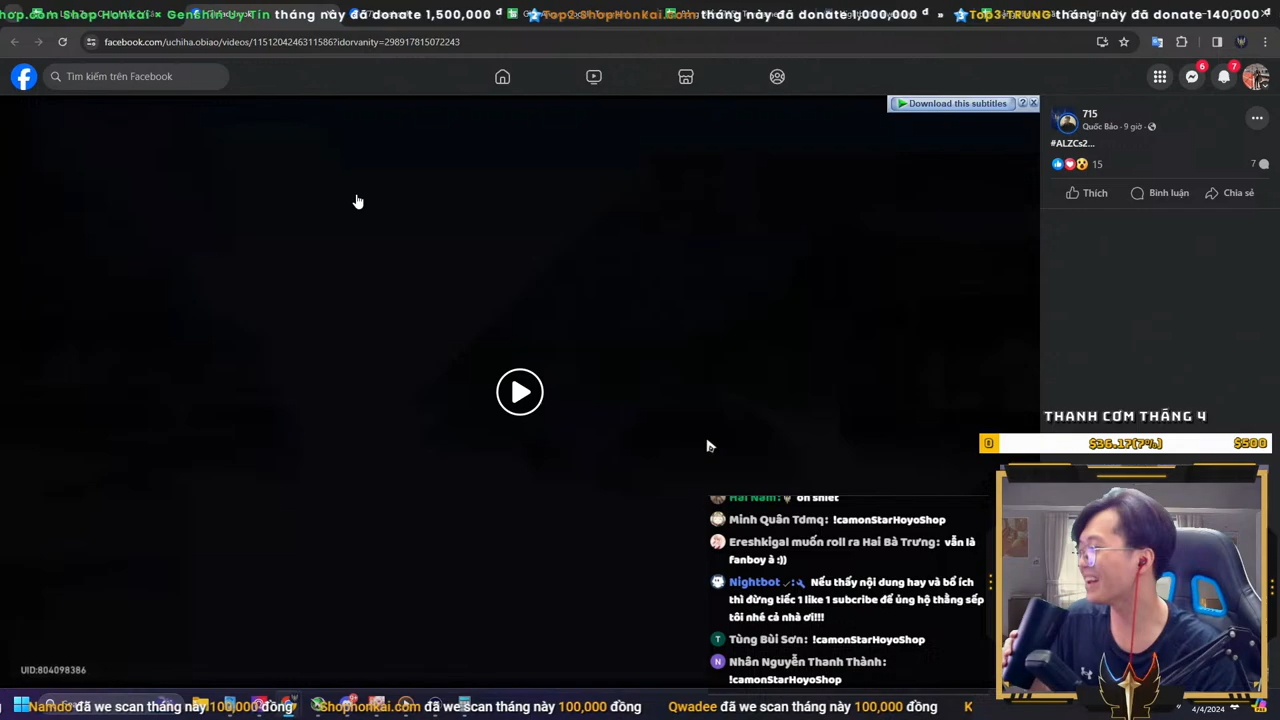 hop.com Shop Honkai × Genshin Uy Tín tháng này đã donate 1,500,000 đ
Top2.Shophonkai.com tháng này đã donate 1,000,000 đ »
Top3.TRUNG tháng này đã donate 140,000 đ
facebook.com/uchiha.obiao/videos/1151204246311586?idorvanity=298917815072243
Tìm kiếm trên Facebook
6
7
Download this subtitles
?
715
Quốc Bảo · 9 giờ ·
#ALZCs2...
15
7
Thích
Bình luận
Chia sẻ
THANH CƠM THÁNG 4
0
$36.17(7%)
$500
Hai Nam: on shiet
Minh Quân Tdmq: !camonStarHoyoShop
Ereshkigal muốn roll ra Hai Bà Trưng: vẫn là
fanboy à :))
Nightbot: Nếu thấy nội dung hay và bổ ích
thì đừng tiếc 1 like 1 subcribe để ủng hộ thằng sếp
tôi nhé cả nhà ơi!!!
T
Tùng Bùi Sơn: !camonStarHoyoShop
N
Nhân Nguyễn Thanh Thành:
!camonStarHoyoShop
UID:804098386
Namdo đã we scan tháng này 100,000 đồng
Shophonkai.com đã we scan tháng này 100,000 đồng
Qwadee đã we scan tháng này 100,000 đồng
K
4/4/2024